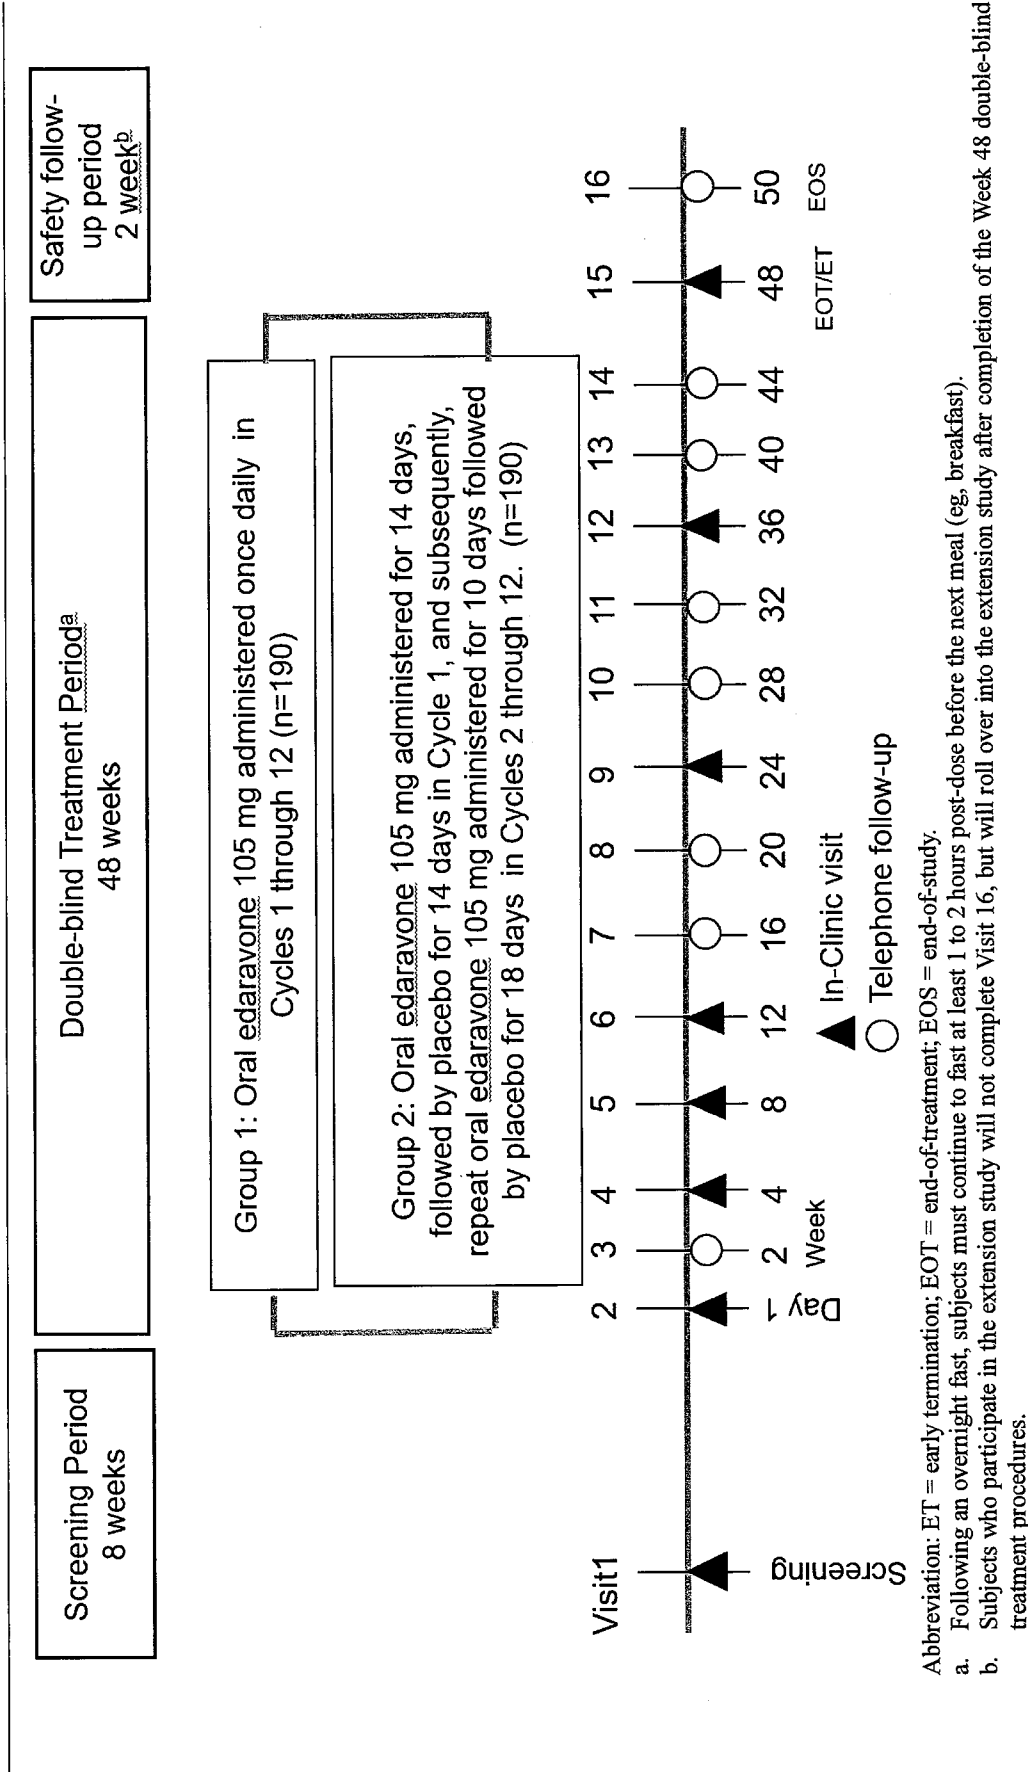 Screening Period
8 weeks
Double-blind Treatment Periodᵃ
48 weeks
Safety follow-
up period
2 weekᵇ
Group 1: Oral edaravone 105 mg administered once daily in
Cycles 1 through 12 (n=190)
Group 2: Oral edaravone 105 mg administered for 14 days,
followed by placebo for 14 days in Cycle 1, and subsequently,
repeat oral edaravone 105 mg administered for 10 days followed
by placebo for 18 days in Cycles 2 through 12. (n=190)
Visit1 2 3 4 5 6 7 8 9 10 11 12 13 14 15 16
Screening Day 1 2 4 8 12 16 20 24 28 32 36 40 44 48 50
Week EOT/ET EOS
In-Clinic visit
Telephone follow-up
Abbreviation: ET = early termination; EOT = end-of-treatment; EOS = end-of-study.
a. Following an overnight fast, subjects must continue to fast at least 1 to 2 hours post-dose before the next meal (eg, breakfast).
b. Subjects who participate in the extension study will not complete Visit 16, but will roll over into the extension study after completion of the Week 48 double-blind
treatment procedures.